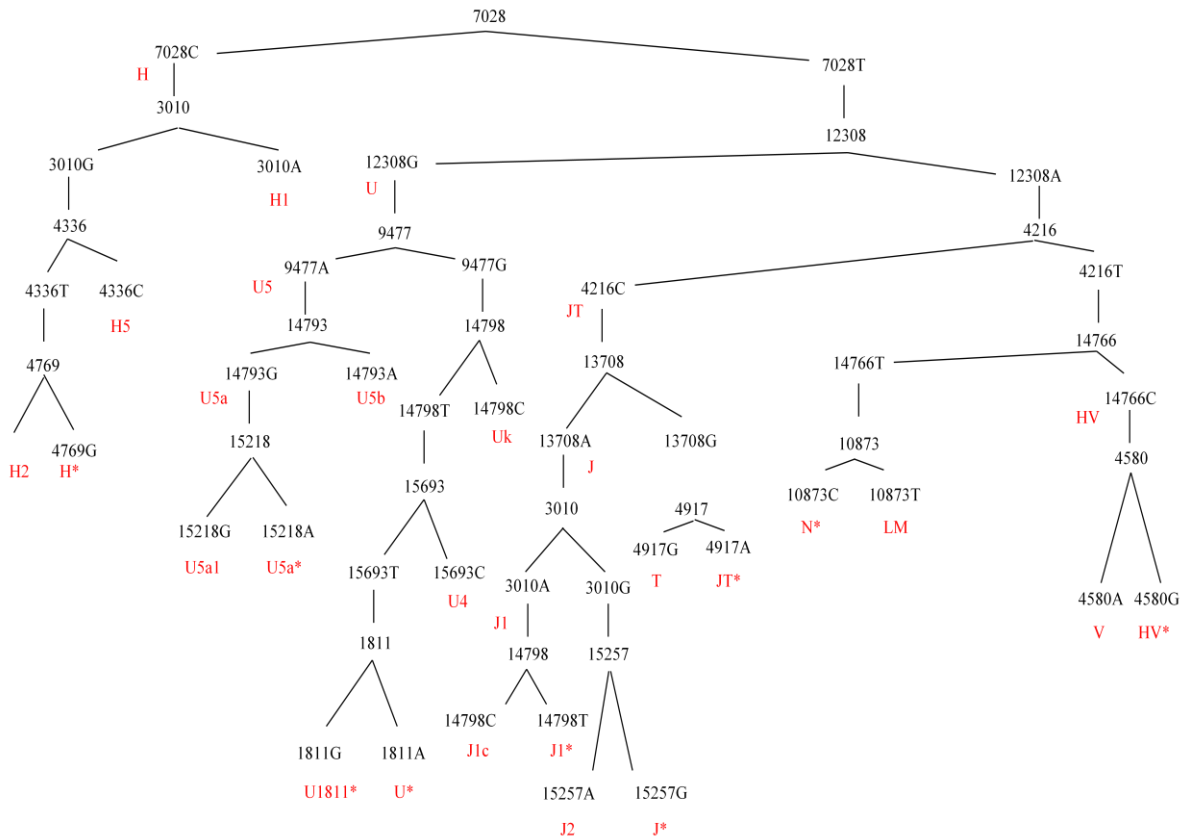 7028
7028C
H
7028T
3010
12308
3010G
3010A
H1
12308G
U
12308A
4336
9477
4216
4336T
4336C
H5
9477A
U5
9477G
4216C
JT
4216T
14793
14798
14766
4769
14793G
U5a
14793A
U5b
13708
14766T
14766C
HV
14798T
14798C
Uk
H2
4769G
H*
15218
13708A
J
13708G
10873
4580
15693
3010
10873C
N*
10873T
LM
15218G
U5a1
15218A
U5a*
4917
4917G
T
4917A
JT*
15693T
15693C
U4
3010A
J1
3010G
4580A
V
4580G
HV*
1811
14798
15257
14798C
J1c
14798T
J1*
1811G
U1811*
1811A
U*
15257A
J2
15257G
J*